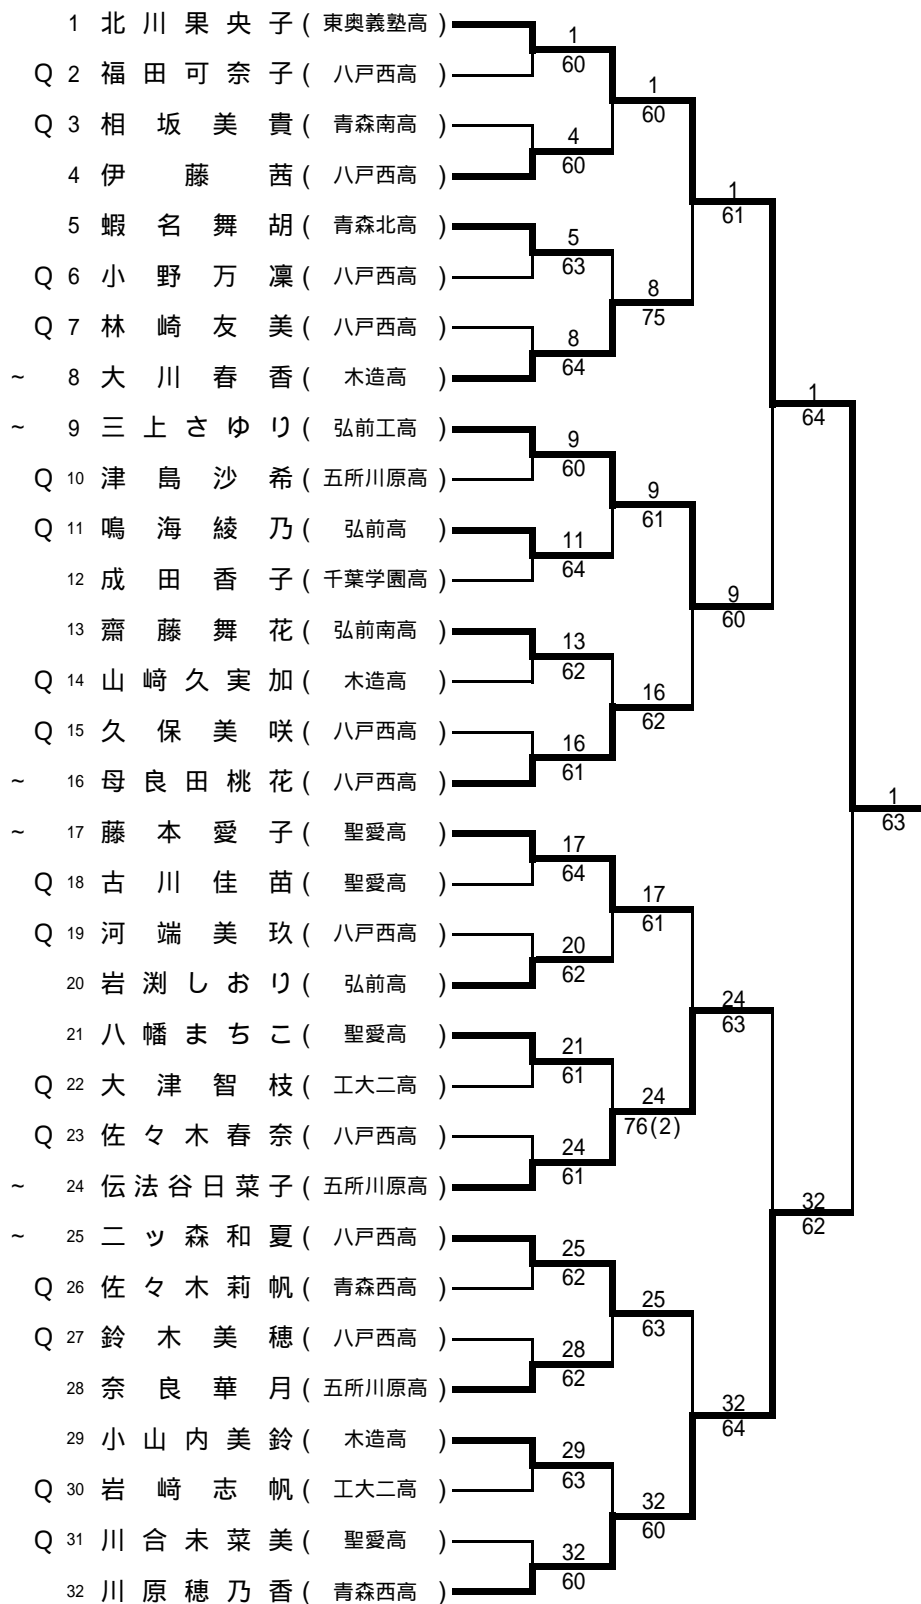 1 北川果央子 ( 東奥義塾高 )
Q 2 福田可奈子 ( 八戸西高 )
Q 3 相坂美貴 ( 青森南高 )
4 伊藤茜 ( 八戸西高 )
5 蝦名舞胡 ( 青森北高 )
Q 6 小野万凜 ( 八戸西高 )
Q 7 林崎友美 ( 八戸西高 )
~ 8 大川春香 ( 木造高 )
~ 9 三上さゆり ( 弘前工高 )
Q 10 津島沙希 ( 五所川原高 )
Q 11 鳴海綾乃 ( 弘前高 )
12 成田香子 ( 千葉学園高 )
13 齋藤舞花 ( 弘前南高 )
Q 14 山﨑久実加 ( 木造高 )
Q 15 久保美咲 ( 八戸西高 )
~ 16 母良田桃花 ( 八戸西高 )
~ 17 藤本愛子 ( 聖愛高 )
Q 18 古川佳苗 ( 聖愛高 )
Q 19 河端美玖 ( 八戸西高 )
20 岩渕しおり ( 弘前高 )
21 八幡まちこ ( 聖愛高 )
Q 22 大津智枝 ( 工大二高 )
Q 23 佐々木春奈 ( 八戸西高 )
~ 24 伝法谷日菜子 ( 五所川原高 )
~ 25 二ッ森和夏 ( 八戸西高 )
Q 26 佐々木莉帆 ( 青森西高 )
Q 27 鈴木美穂 ( 八戸西高 )
28 奈良華月 ( 五所川原高 )
29 小山内美鈴 ( 木造高 )
Q 30 岩﨑志帆 ( 工大二高 )
Q 31 川合未菜美 ( 聖愛高 )
32 川原穂乃香 ( 青森西高 )
1
60
4
60
5
63
8
64
9
60
11
64
13
62
16
61
17
64
20
62
21
61
24
61
25
62
28
62
29
63
32
60
1
60
8
75
9
61
16
62
17
61
24
76(2)
25
63
32
60
1
61
9
60
24
63
32
64
1
64
32
62
1
63